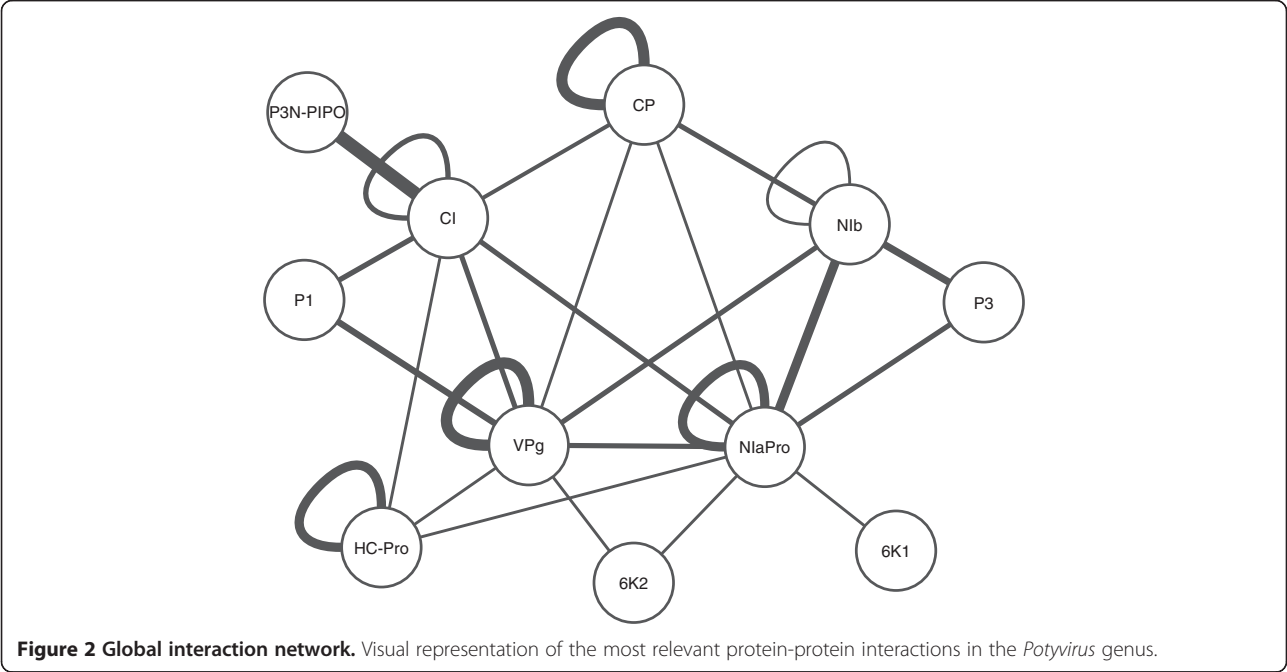 CP
P3N-PIPO
CI
NIb
P1
P3
VPg
NIaPro
HC-Pro
6K2
6K1
Figure 2 Global interaction network. Visual representation of the most relevant protein-protein interactions in the Potyvirus genus.